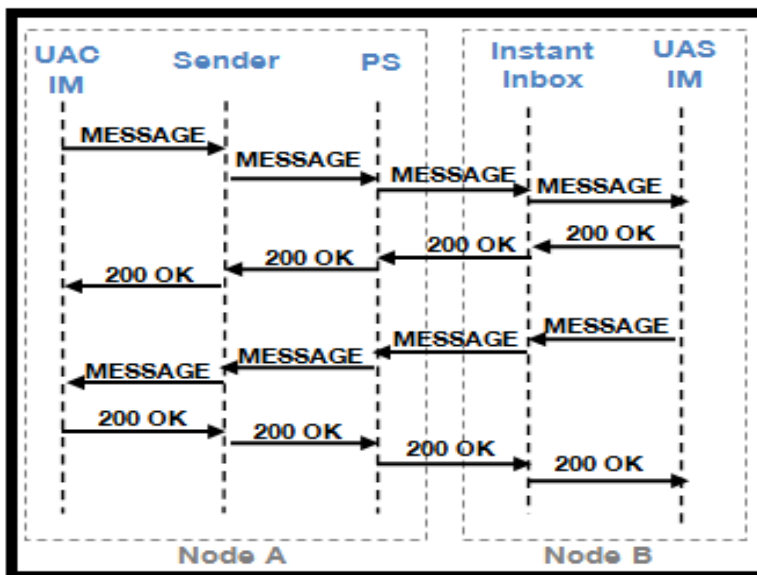 UAC IM
Sender
PS
Instant Inbox
UAS IM
MESSAGE
MESSAGE
MESSAGE
MESSAGE
200 OK
200 OK
200 OK
200 OK
MESSAGE
MESSAGE
MESSAGE
MESSAGE
200 OK
200 OK
200 OK
200 OK
Node A
Node B